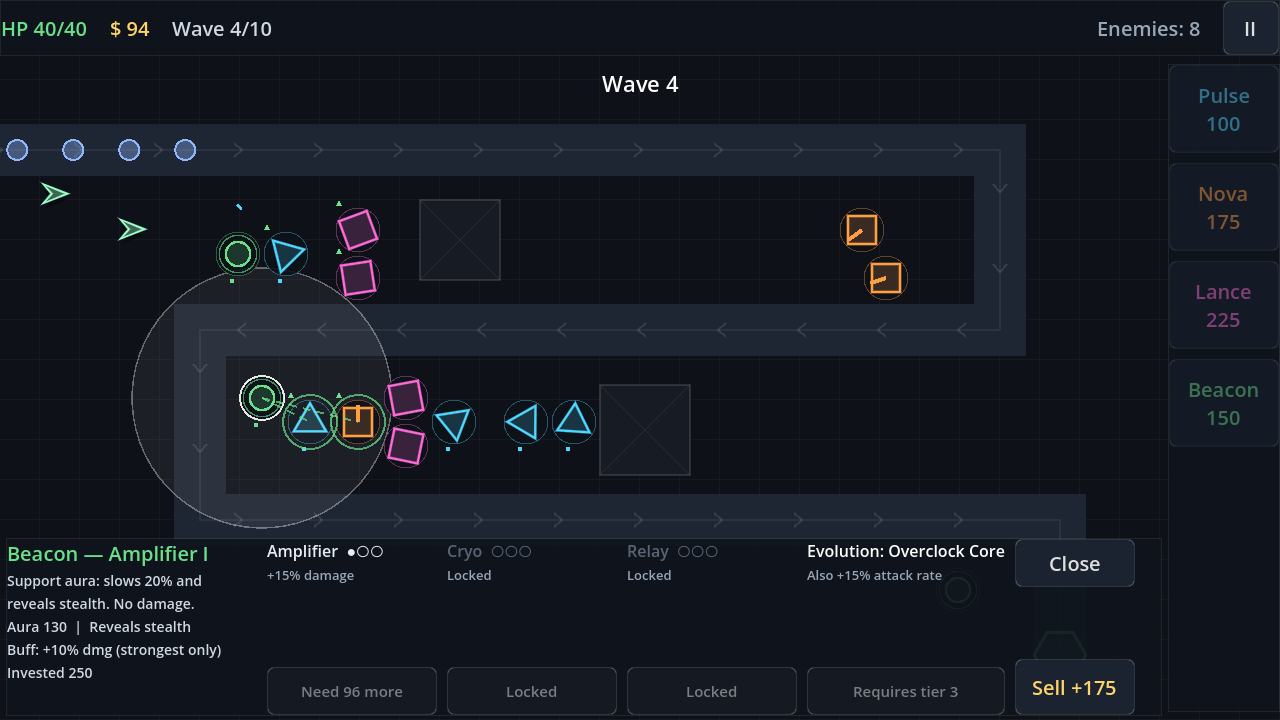 HP 40/40 $ 94 Wave 4/10 Enemies: 8
Wave 4
Pulse
100
Nova
175
Lance
225
Beacon
150
Beacon — Amplifier I
Support aura: slows 20% and
reveals stealth. No damage.
Aura 130 | Reveals stealth
Buff: +10% dmg (strongest only)
Invested 250
Amplifier
+15% damage
Need 96 more
Cryo
Locked
Locked
Relay
Locked
Locked
Evolution: Overclock Core
Also +15% attack rate
Requires tier 3
Close
Sell +175